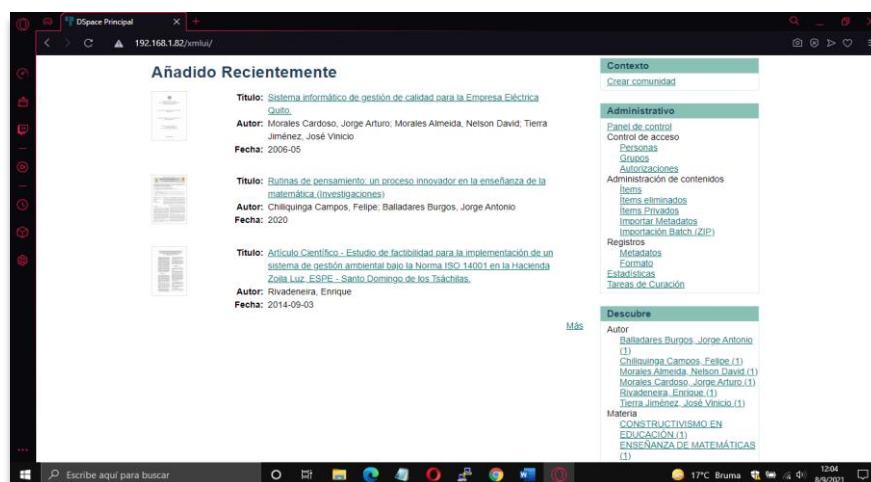 DSpace Principal
192.168.1.82/xmlui/
Añadido Recientemente
Título: Sistema informático de gestión de calidad para la Empresa Eléctrica
Quito.
Autor: Morales Cardoso, Jorge Arturo; Morales Almeida, Nelson David; Tierra
Jiménez, José Vinicio
Fecha: 2006-05
Título: Rutinas de pensamiento: un proceso innovador en la enseñanza de la
matemática (Investigaciones)
Autor: Chiliquinga Campos, Felipe; Balladares Burgos, Jorge Antonio
Fecha: 2020
Título: Artículo Científico - Estudio de factibilidad para la implementación de un
sistema de gestión ambiental bajo la Norma ISO 14001 en la Hacienda
Zoila Luz, ESPE - Santo Domingo de los Tsáchilas.
Autor: Rivadeneira, Enrique
Fecha: 2014-09-03
Más
Contexto
Crear comunidad
Administrativo
Panel de control
Control de acceso
Personas
Grupos
Autorizaciones
Administración de contenidos
Ítems
Ítems eliminados
Ítems Privados
Importar Metadatos
Importación Batch (ZIP)
Registros
Metadatos
Formato
Estadísticas
Tareas de Curación
Descubre
Autor
Balladares Burgos, Jorge Antonio
(1)
Chiliquinga Campos, Felipe (1)
Morales Almeida, Nelson David (1)
Morales Cardoso, Jorge Arturo (1)
Rivadeneira, Enrique (1)
Tierra Jiménez, José Vinicio (1)
Materia
CONSTRUCTIVISMO EN
EDUCACIÓN (1)
ENSEÑANZA DE MATEMÁTICAS
(1)
Escribe aquí para buscar
17°C Bruma
12:04
8/9/2021